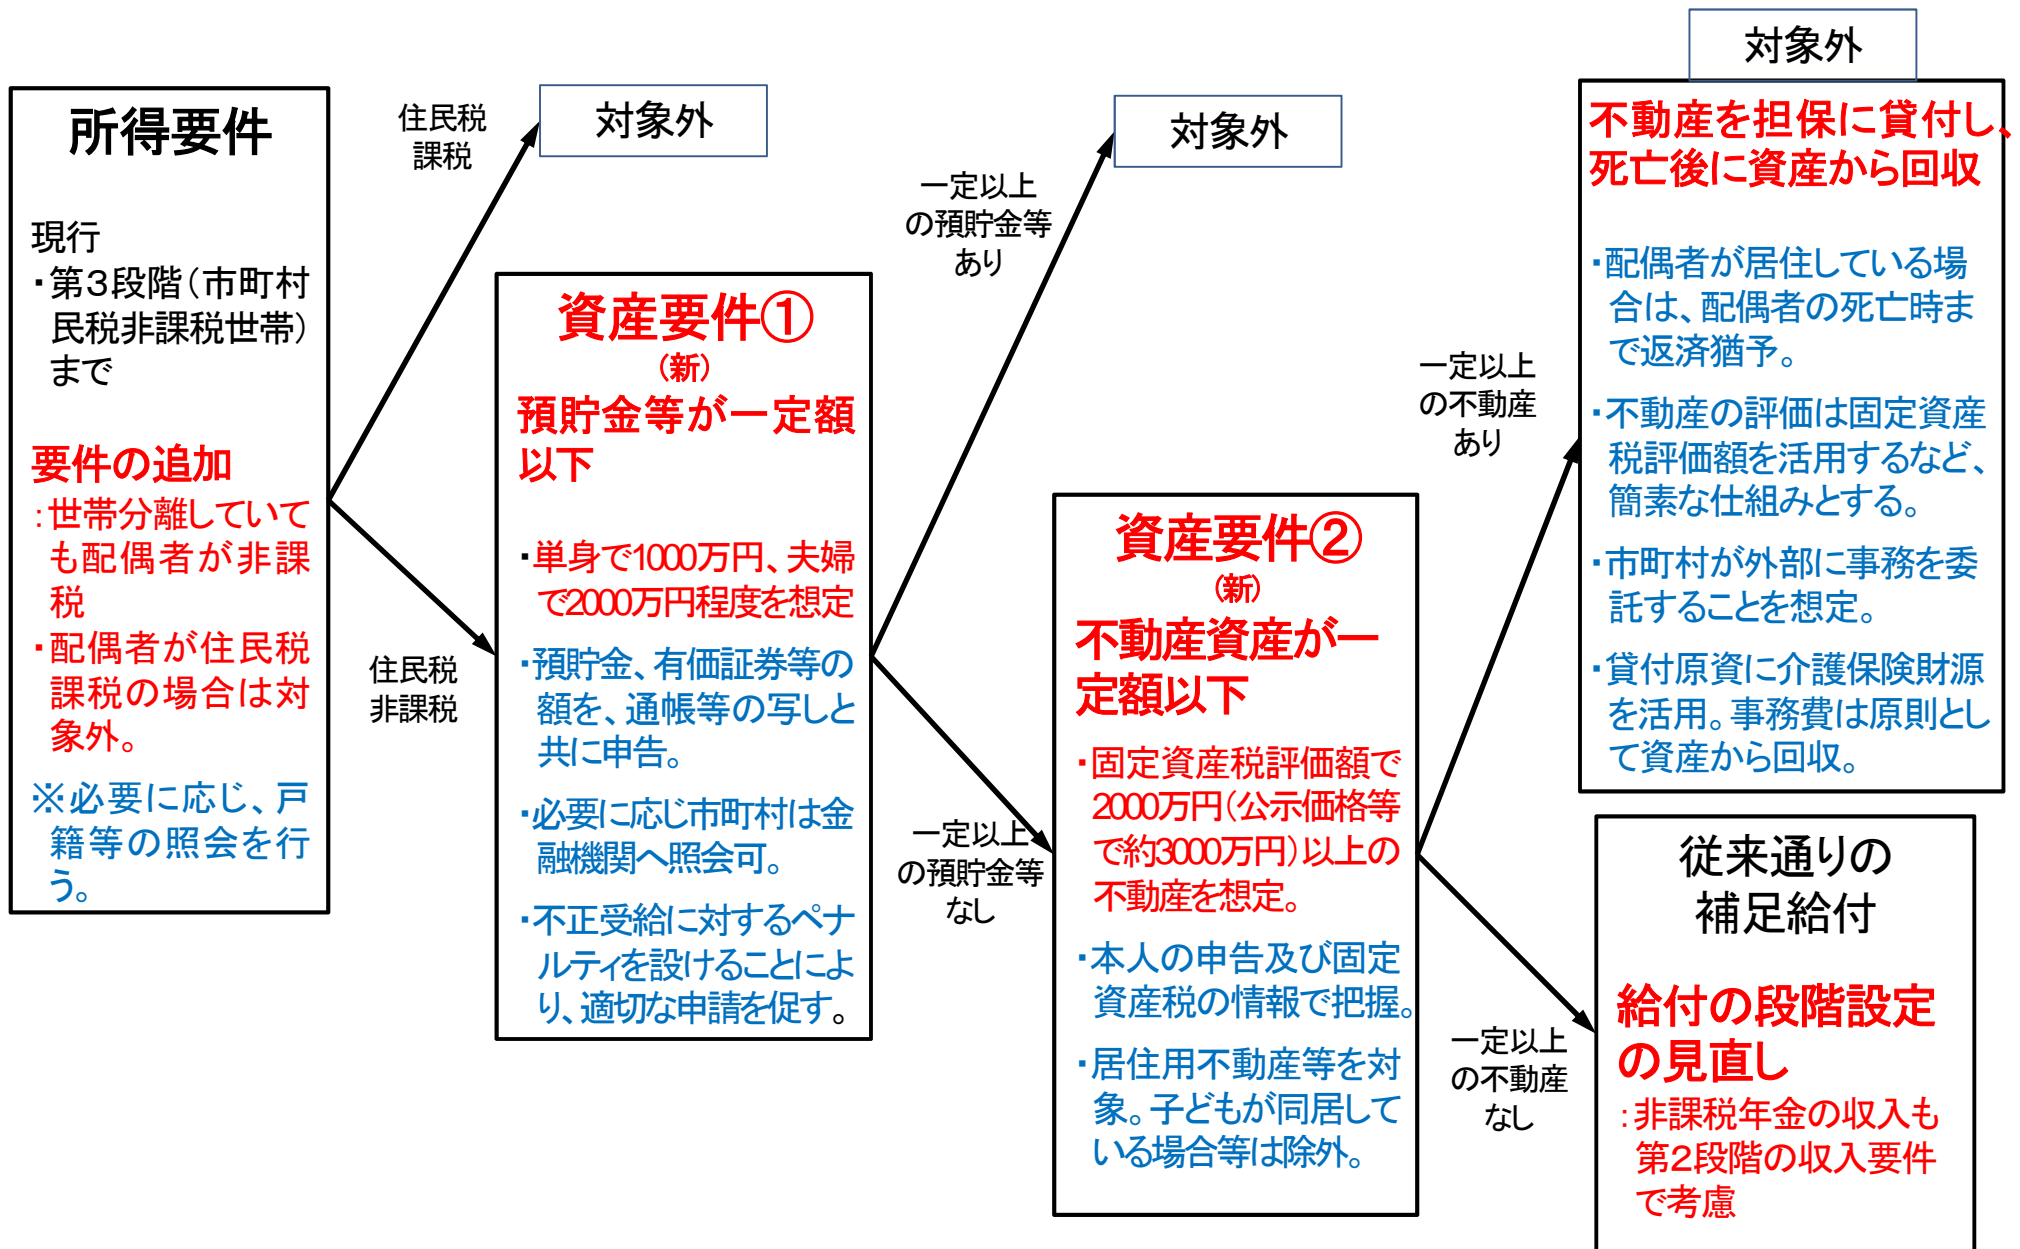 所得要件
現行
・第３段階（市町村
民税非課税世帯）
まで
要件の追加
：世帯分離していて
も配偶者が非課
税
・配偶者が住民税
課税の場合は対
象外。
※必要に応じ、戸
籍等の照会を行
う。
住民税
課税
対象外
住民税
非課税
資産要件①
（新）
預貯金等が一定額
以下
・単身で1000万円、夫婦
で2000万円程度を想定
・預貯金、有価証券等の
額を、通帳等の写しと
共に申告。
・必要に応じ市町村は金
融機関へ照会可。
・不正受給に対するペナ
ルティを設けることによ
り、適切な申請を促す。
一定以上
の預貯金等
あり
対象外
一定以上
の預貯金等
なし
資産要件②
（新）
不動産資産が一
定額以下
・固定資産税評価額で
2000万円（公示価格等
で約3000万円）以上の
不動産を想定。
・本人の申告及び固定
資産税の情報で把握。
・居住用不動産等を対
象。子どもが同居して
いる場合等は除外。
一定以上
の不動産
あり
対象外
不動産を担保に貸付し、
死亡後に資産から回収
・配偶者が居住している場
合は、配偶者の死亡時ま
で返済猶予。
・不動産の評価は固定資産
税評価額を活用するなど、
簡素な仕組みとする。
・市町村が外部に事務を委
託することを想定。
・貸付原資に介護保険財源
を活用。事務費は原則とし
て資産から回収。
一定以上
の不動産
なし
従来通りの
補足給付
給付の段階設定
の見直し
：非課税年金の収入も
第２段階の収入要件
で考慮